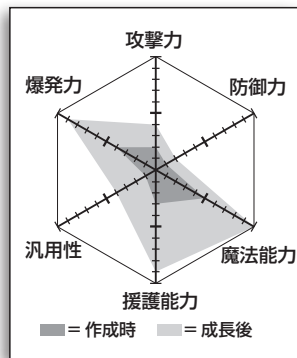 攻撃力
爆発力
防御力
汎用性
魔法能力
援護能力
= 作成時 = 成長後